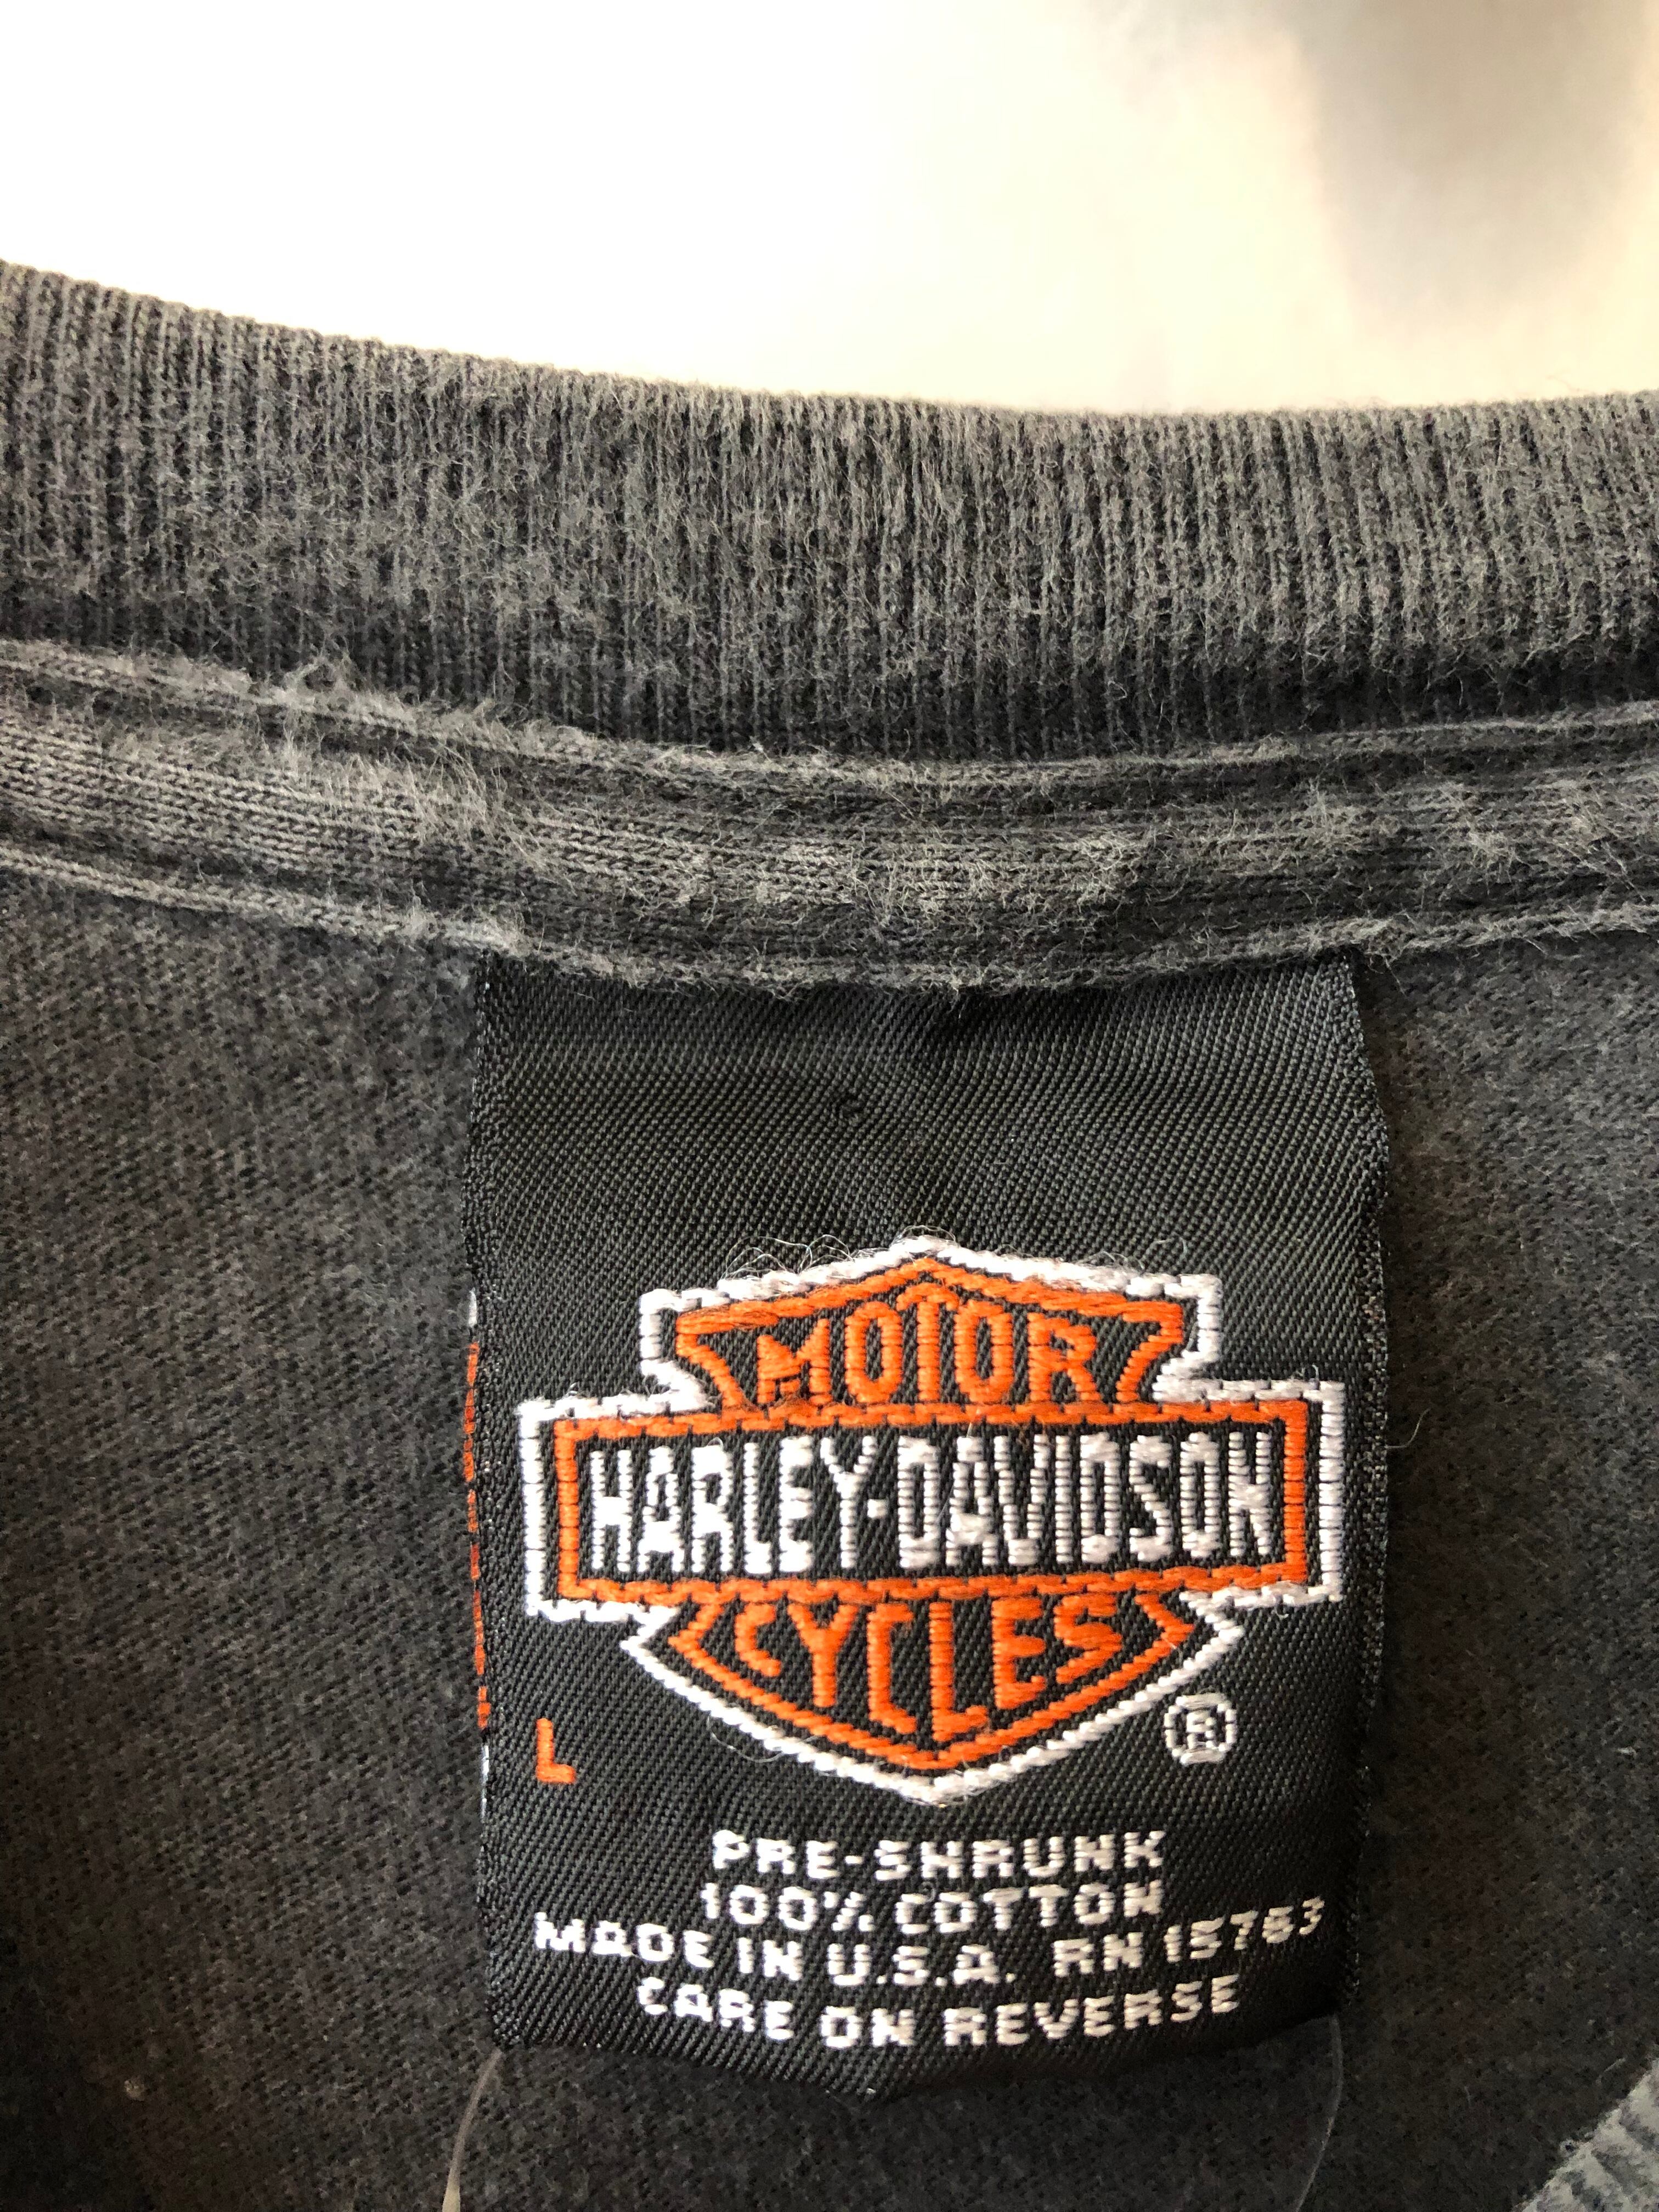 MOTOR
HARLEY-DAVIDSON
CYCLES
®
L
PRE-SHRUNK
100% COTTON
MADE IN U.S.A. RN 15763
CARE ON REVERSE